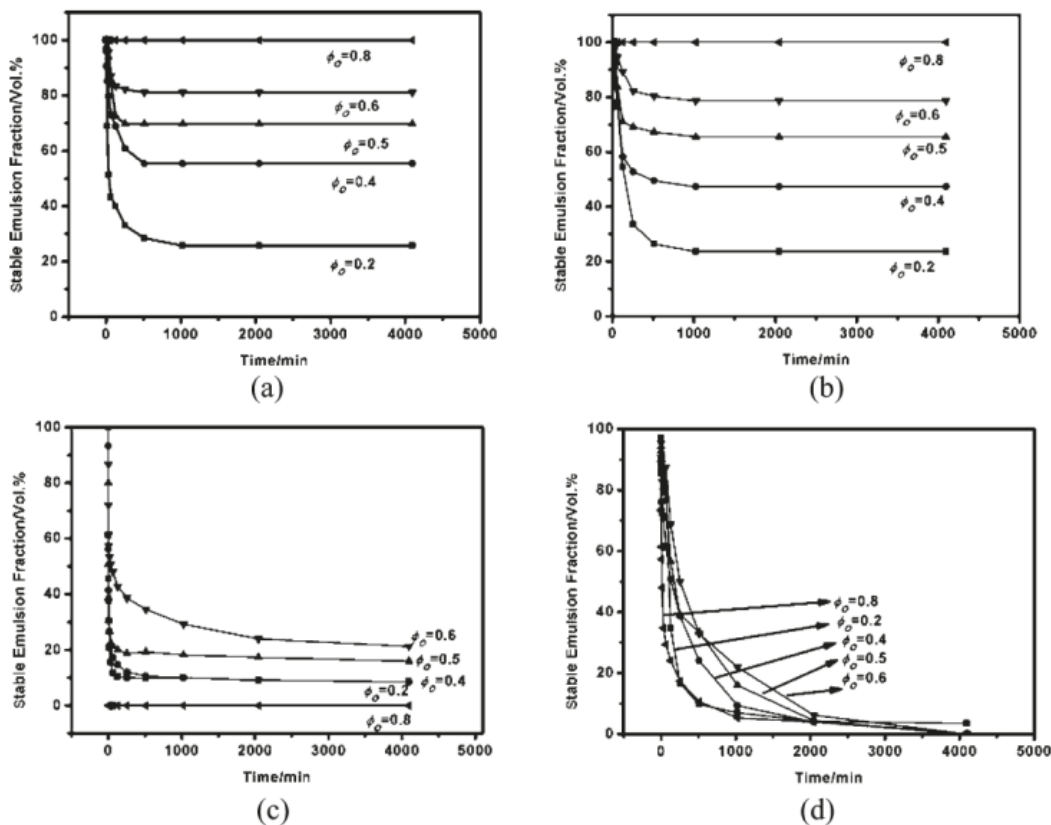 100
80
60
40
20
0
Stable Emulsion Fraction/Vol.%
ϕo=0.8
ϕo=0.6
ϕo=0.5
ϕo=0.4
ϕo=0.2
0 1000 2000 3000 4000 5000
Time/min
(a)
100
80
60
40
20
0
Stable Emulsion Fraction/Vol.%
ϕo=0.8
ϕo=0.6
ϕo=0.5
ϕo=0.4
ϕo=0.2
0 1000 2000 3000 4000 5000
Time/min
(b)
100
80
60
40
20
0
Stable Emulsion Fraction/Vol.%
ϕo=0.6
ϕo=0.5
ϕo=0.2 ϕo=0.4
ϕo=0.8
0 1000 2000 3000 4000 5000
Time/min
(c)
100
80
60
40
20
0
Stable Emulsion Fraction/Vol.%
ϕo=0.8
ϕo=0.2
ϕo=0.4
ϕo=0.5
ϕo=0.6
0 1000 2000 3000 4000 5000
Time/min
(d)